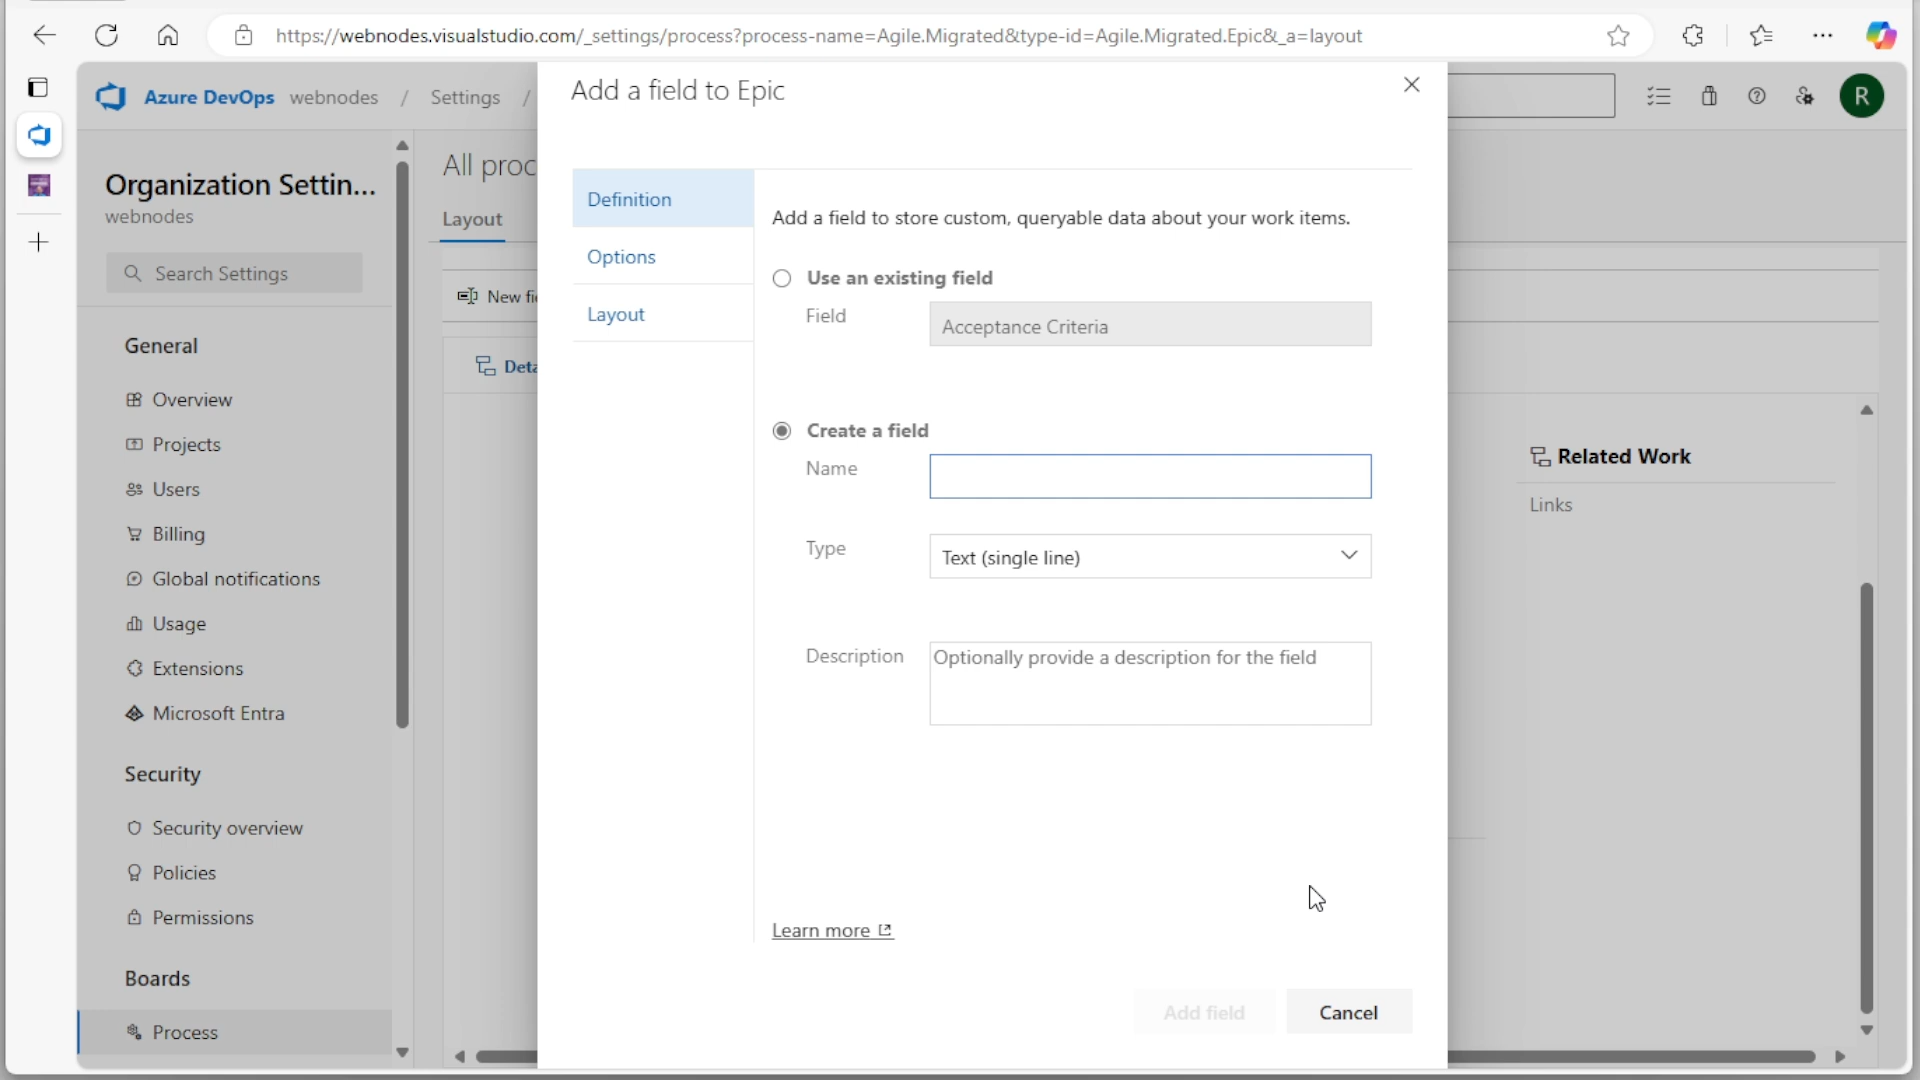 https://webnodes.visualstudio.com/_settings/process?process-name=Agile.Migrated&type-id=Agile.Migrated.Epic&_a=layout
Azure DevOps webnodes / Settings /
R
Add a field to Epic
Organization Settin...
webnodes
Search Settings
General
Overview
Projects
Users
Billing
Global notifications
Usage
Extensions
Microsoft Entra
Security
Security overview
Policies
Permissions
Boards
Process
All proc
Layout
New fi
Deta
Definition
Options
Layout
Add a field to store custom, queryable data about your work items.
Use an existing field
Field Acceptance Criteria
Create a field
Name
Type Text (single line)
Description Optionally provide a description for the field
Learn more
Add field Cancel
Related Work
Links